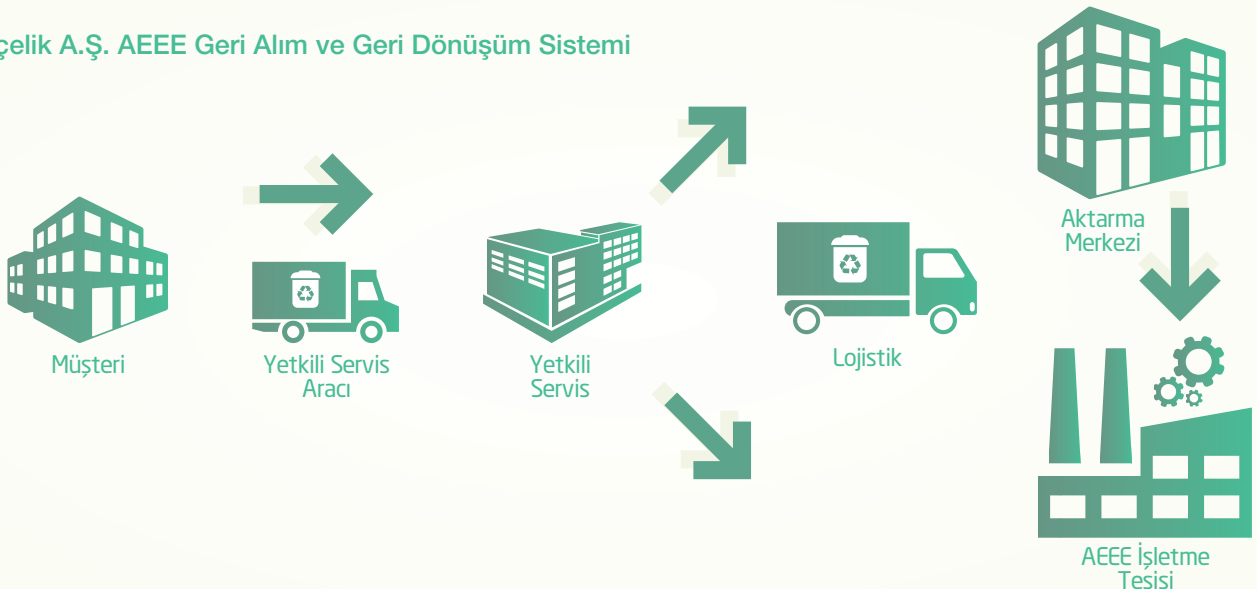 çelik A.Ş. AEEE Geri Alım ve Geri Dönüşüm Sistemi
Müşteri
Yetkili Servis
Aracı
Yetkili
Servis
Lojistik
Aktarma
Merkezi
AEEE İşletme
Tesisi